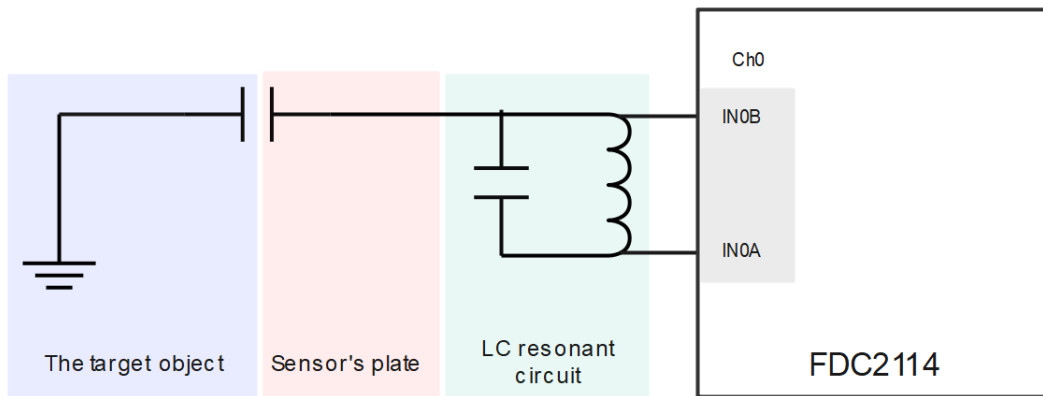 Ch0
IN0B
IN0A
The target object
Sensor's plate
LC resonant
circuit
FDC2114